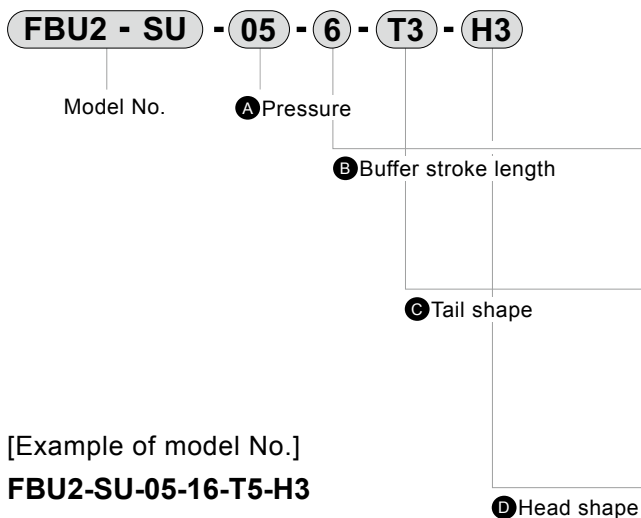 FBU2 - SU - 05 - 6 - T3 - H3
Model No.
A Pressure
B Buffer stroke length
C Tail shape
[Example of model No.]
FBU2-SU-05-16-T5-H3
D Head shape